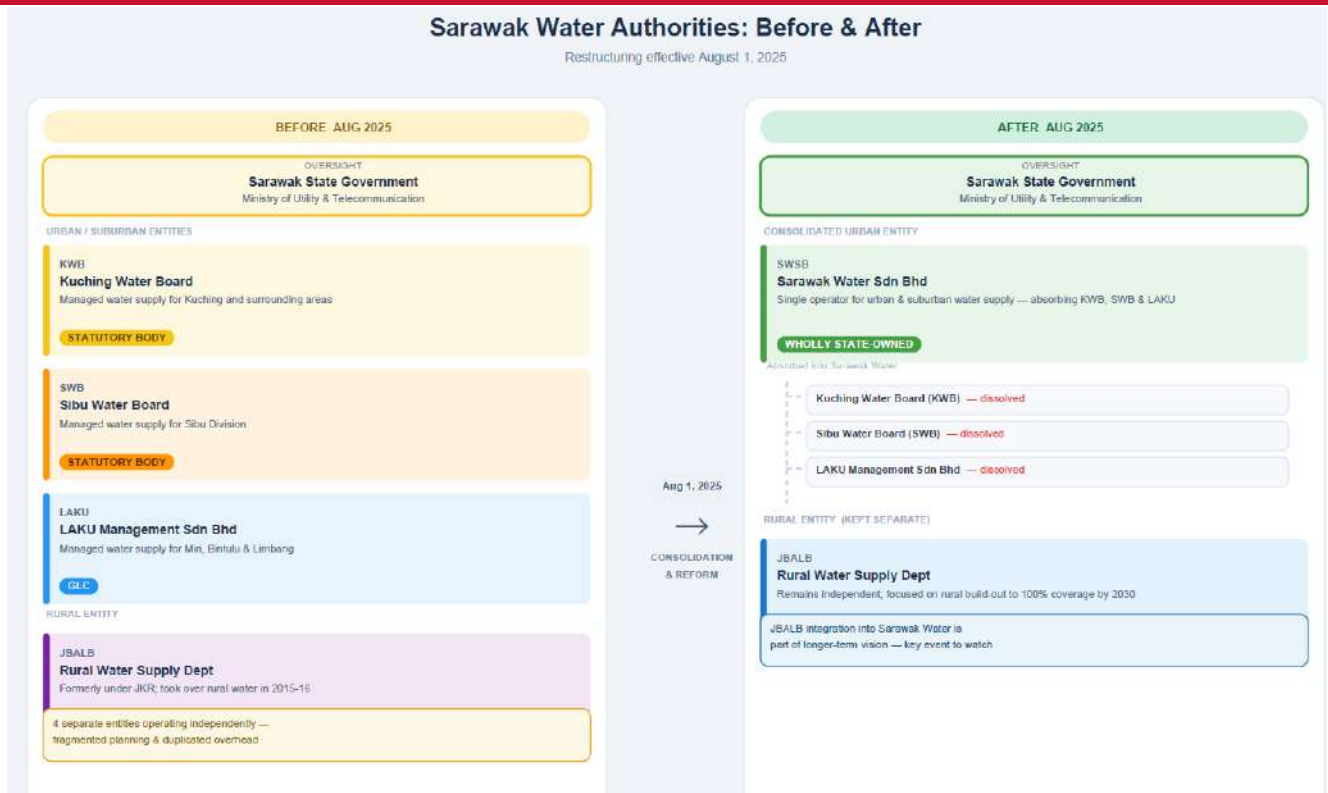 Sarawak Water Authorities: Before & After
Restructuring effective August 1, 2025
BEFORE AUG 2025
OVERSIGHT
Sarawak State Government
Ministry of Utility & Telecommunication
URBAN / SUBURBAN ENTITIES
KWB
Kuching Water Board
Managed water supply for Kuching and surrounding areas
STATUTORY BODY
SWB
Sibu Water Board
Managed water supply for Sibu Division
STATUTORY BODY
LAKU
LAKU Management Sdn Bhd
Managed water supply for Miri, Bintulu & Limbang
GLC
RURAL ENTITY
JBALB
Rural Water Supply Dept
Formerly under JKR; took over rural water in 2015-16
4 separate entities operating independently —
fragmented planning & duplicated overhead
Aug 1, 2025
→
CONSOLIDATION
& REFORM
AFTER AUG 2025
OVERSIGHT
Sarawak State Government
Ministry of Utility & Telecommunication
CONSOLIDATED URBAN ENTITY
SWSB
Sarawak Water Sdn Bhd
Single operator for urban & suburban water supply — absorbing KWB, SWB & LAKU
WHOLLY STATE-OWNED
Absorbed into Sarawak Water
Kuching Water Board (KWB) — dissolved
Sibu Water Board (SWB) — dissolved
LAKU Management Sdn Bhd — dissolved
RURAL ENTITY (KEPT SEPARATE)
JBALB
Rural Water Supply Dept
Remains independent; focused on rural build-out to 100% coverage by 2030
JBALB integration into Sarawak Water is
part of longer-term vision — key event to watch